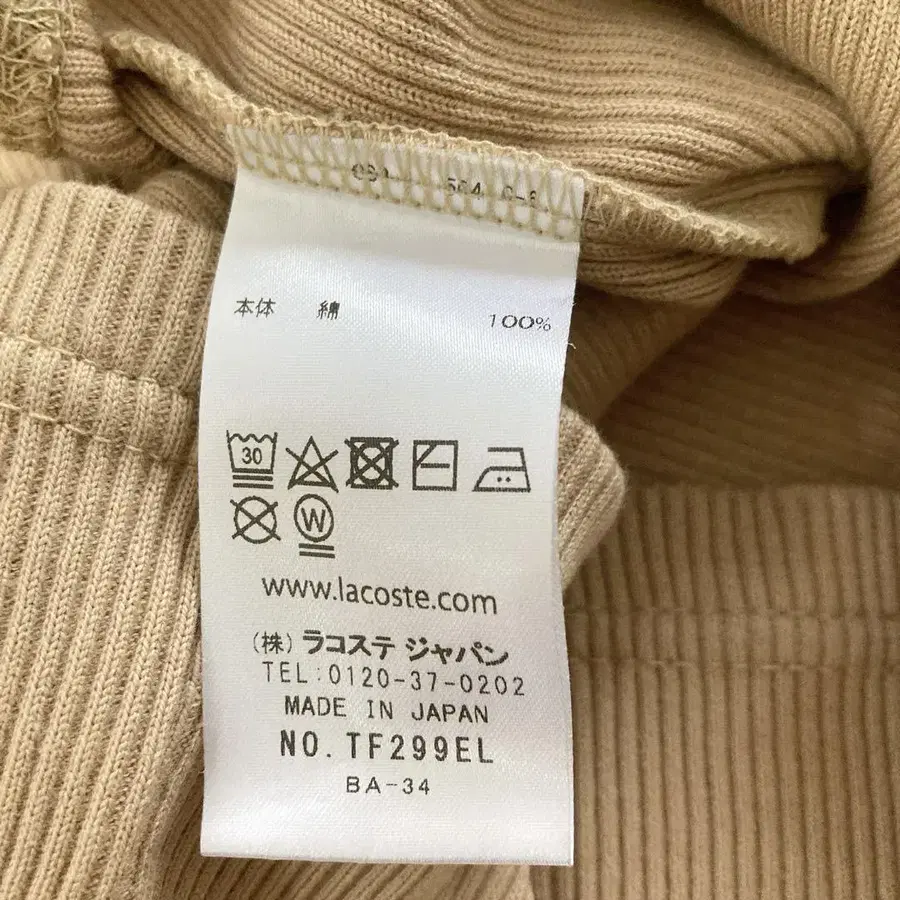 本体 綿 100%
30
W
www.lacoste.com
(株) ラコステ ジャパン
TEL:0120-37-0202
MADE IN JAPAN
NO. TF299EL
BA-34